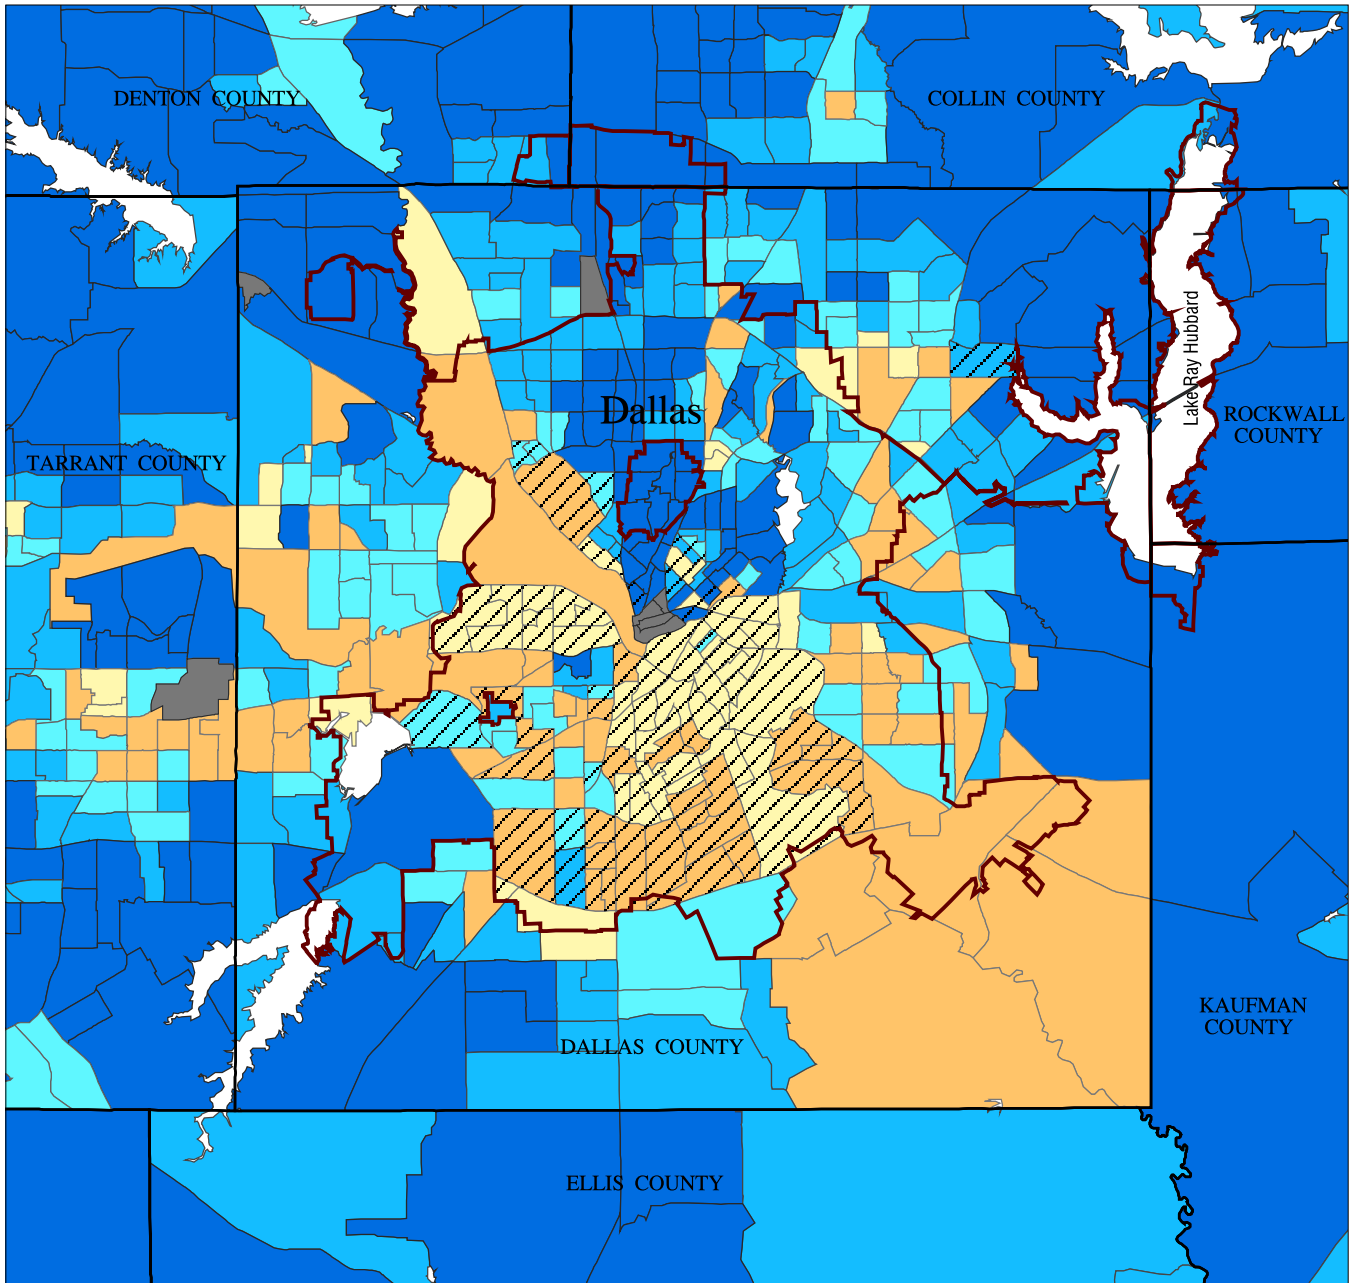 DENTON COUNTY
COLLIN COUNTY
Lake Ray Hubbard
Dallas
ROCKWALL
COUNTY
TARRANT COUNTY
KAUFMAN
COUNTY
DALLAS COUNTY
ELLIS COUNTY